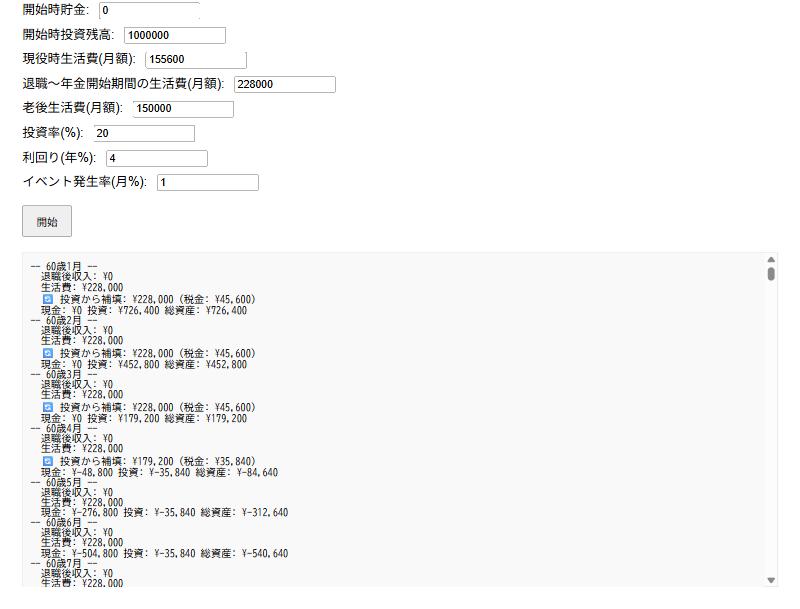 開始時貯金: 0
開始時投資残高: 1000000
現役時生活費(月額): 155600
退職～年金開始期間の生活費(月額): 228000
老後生活費(月額): 150000
投資率(%): 20
利回り(年%): 4
イベント発生率(月%): 1
開始
-- 60歳1月 --
退職後収入: ¥0
生活費: ¥228,000
投資から補填: ¥228,000 (税金: ¥45,600)
現金: ¥0 投資: ¥726,400 総資産: ¥726,400
-- 60歳2月 --
退職後収入: ¥0
生活費: ¥228,000
投資から補填: ¥228,000 (税金: ¥45,600)
現金: ¥0 投資: ¥452,800 総資産: ¥452,800
-- 60歳3月 --
退職後収入: ¥0
生活費: ¥228,000
投資から補填: ¥228,000 (税金: ¥45,600)
現金: ¥0 投資: ¥179,200 総資産: ¥179,200
-- 60歳4月 --
退職後収入: ¥0
生活費: ¥228,000
投資から補填: ¥179,200 (税金: ¥35,840)
現金: ¥-48,800 投資: ¥-35,840 総資産: ¥-84,640
-- 60歳5月 --
退職後収入: ¥0
生活費: ¥228,000
現金: ¥-276,800 投資: ¥-35,840 総資産: ¥-312,640
-- 60歳6月 --
退職後収入: ¥0
生活費: ¥228,000
現金: ¥-504,800 投資: ¥-35,840 総資産: ¥-540,640
-- 60歳7月 --
退職後収入: ¥0
生活費: ¥228,000